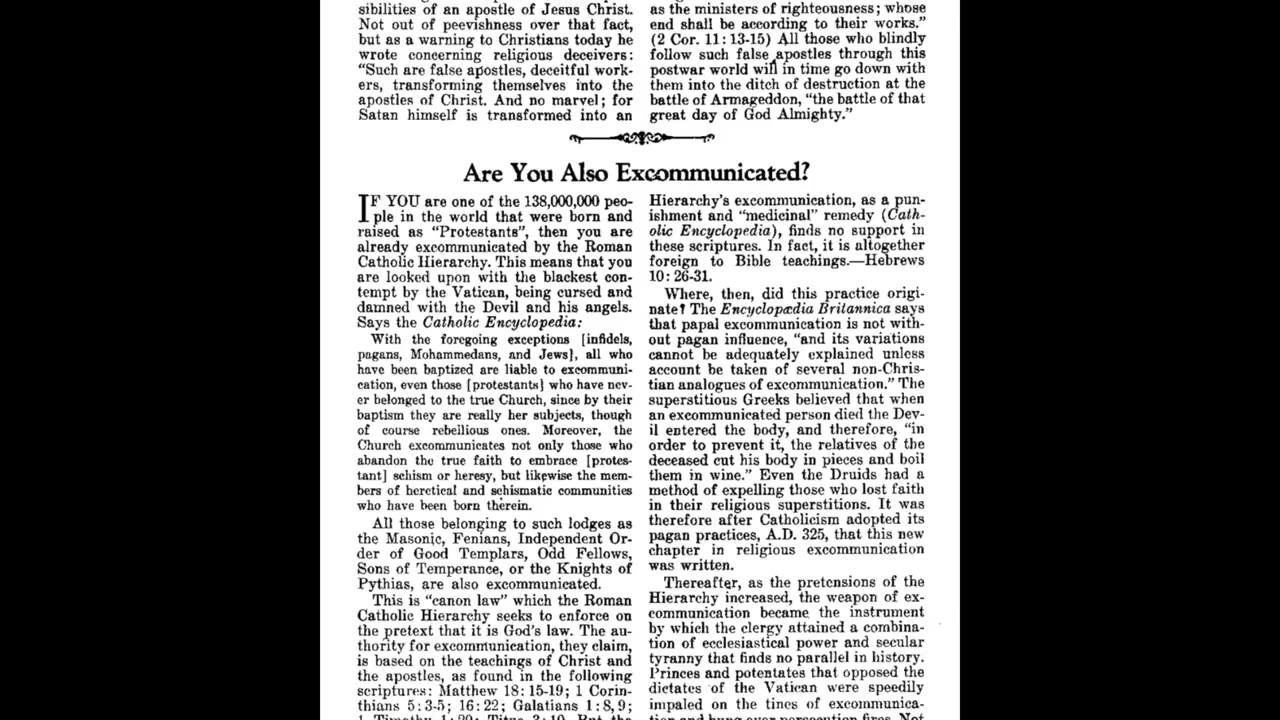 sibilities of an apostle of Jesus Christ.
Not out of peevishness over that fact,
but as a warning to Christians today he
wrote concerning religious deceivers:
“Such are false apostles, deceitful work-
ers, transforming themselves into the
apostles of Christ. And no marvel; for
Satan himself is transformed into an
as the ministers of righteousness; whose
end shall be according to their works.”
(2 Cor. 11:13-15) All those who blindly
follow such false apostles through this
postwar world will in time go down with
them into the ditch of destruction at the
battle of Armageddon, “the battle of that
great day of God Almighty.”
Are You Also Excommunicated?
IF YOU are one of the 138,000,000 peo-
ple in the world that were born and
raised as “Protestants”, then you are
already excommunicated by the Roman
Catholic Hierarchy. This means that you
are looked upon with the blackest con-
tempt by the Vatican, being cursed and
damned with the Devil and his angels.
Says the Catholic Encyclopedia:
With the foregoing exceptions [infidels,
pagans, Mohammedans, and Jews], all who
have been baptized are liable to excommuni-
cation, even those [protestants] who have nev-
er belonged to the true Church, since by their
baptism they are really her subjects, though
of course rebellious ones. Moreover, the
Church excommunicates not only those who
abandon the true faith to embrace [protes-
tant] schism or heresy, but likewise the mem-
bers of heretical and schismatic communities
who have been born therein.
All those belonging to such lodges as
the Masonic, Fenians, Independent Or-
der of Good Templars, Odd Fellows,
Sons of Temperance, or the Knights of
Pythias, are also excommunicated.
This is “canon law” which the Roman
Catholic Hierarchy seeks to enforce on
the pretext that it is God’s law. The au-
thority for excommunication, they claim,
is based on the teachings of Christ and
the apostles, as found in the following
scriptures: Matthew 18:15-19; 1 Corin-
thians 5:3-5; 16:22; Galatians 1:8,9;
1 Timothy 1:20; Titus 3:10. But the
Hierarchy’s excommunication, as a pun-
ishment and “medicinal” remedy (Cath-
olic Encyclopedia), finds no support in
these scriptures. In fact, it is altogether
foreign to Bible teachings.—Hebrews
10:26-31.
Where, then, did this practice origi-
nate? The Encyclopædia Britannica says
that papal excommunication is not with-
out pagan influence, “and its variations
cannot be adequately explained unless
account be taken of several non-Chris-
tian analogues of excommunication.” The
superstitious Greeks believed that when
an excommunicated person died the Dev-
il entered the body, and therefore, “in
order to prevent it, the relatives of the
deceased cut his body in pieces and boil
them in wine.” Even the Druids had a
method of expelling those who lost faith
in their religious superstitions. It was
therefore after Catholicism adopted its
pagan practices, A.D. 325, that this new
chapter in religious excommunication
was written.
Thereafter, as the pretensions of the
Hierarchy increased, the weapon of ex-
communication became the instrument
by which the clergy attained a combina-
tion of ecclesiastical power and secular
tyranny that finds no parallel in history.
Princes and potentates that opposed the
dictates of the Vatican were speedily
impaled on the tines of excommunica-
tion and hung over persecution fires. Not